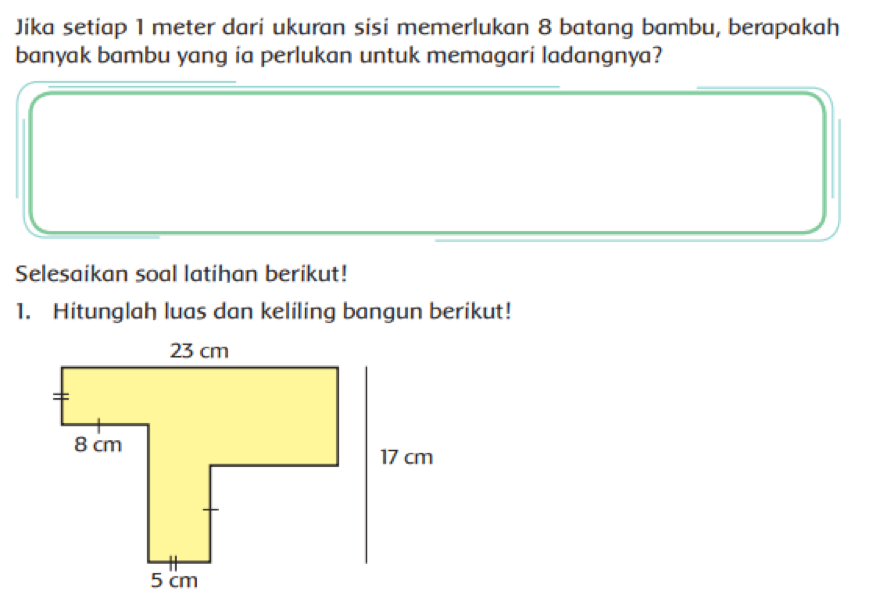 Jika setiap 1 meter dari ukuran sisi memerlukan 8 batang bambu, berapakah
banyak bambu yang ia perlukan untuk memagari ladangnya?
Selesaikan soal latihan berikut!
1. Hitunglah luas dan keliling bangun berikut!
23 cm
8 cm
17 cm
5 cm